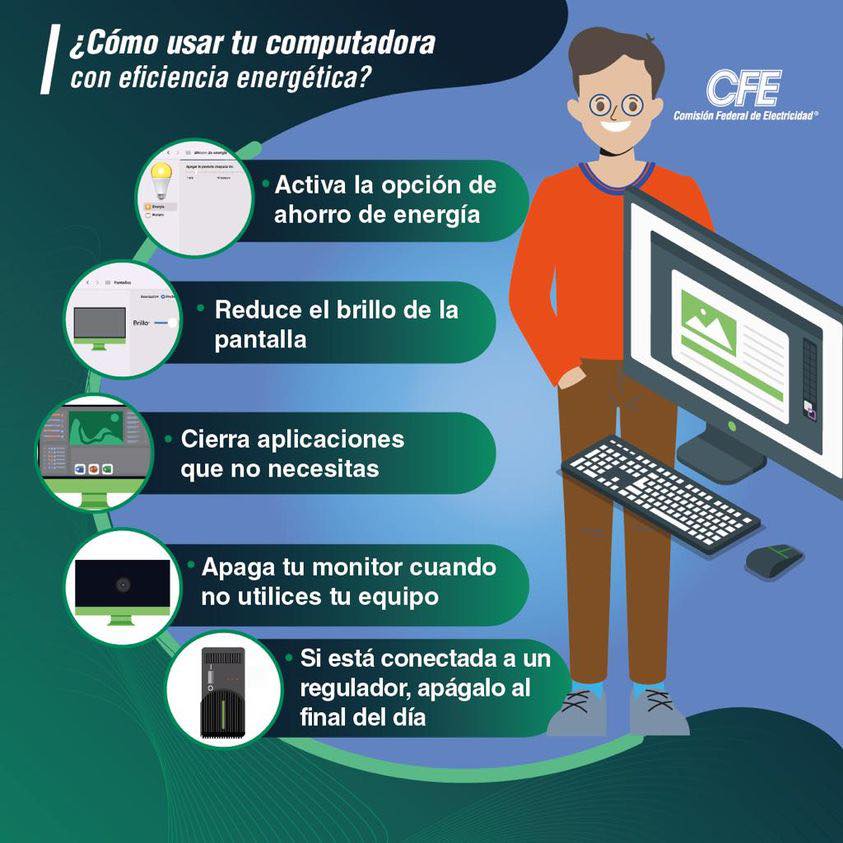 ¿Cómo usar tu computadora
con eficiencia energética?
CFE
Comisión Federal de Electricidad®
Activa la opción de
ahorro de energía
Pantallas
Brillo
Reduce el brillo de la
pantalla
Cierra aplicaciones
que no necesitas
Apaga tu monitor cuando
no utilices tu equipo
Si está conectada a un
regulador, apágalo al
final del día